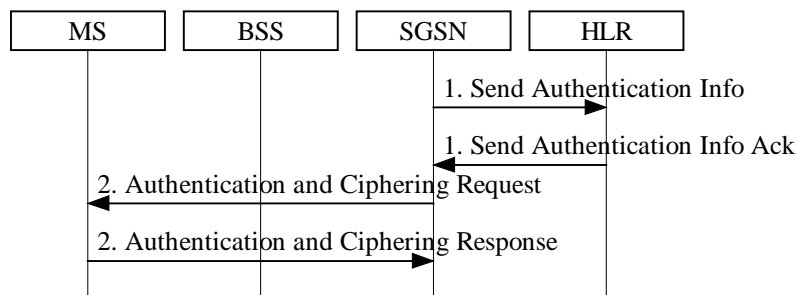 MS BSS SGSN HLR
1. Send Authentication Info
1. Send Authentication Info Ack
2. Authentication and Ciphering Request
2. Authentication and Ciphering Response